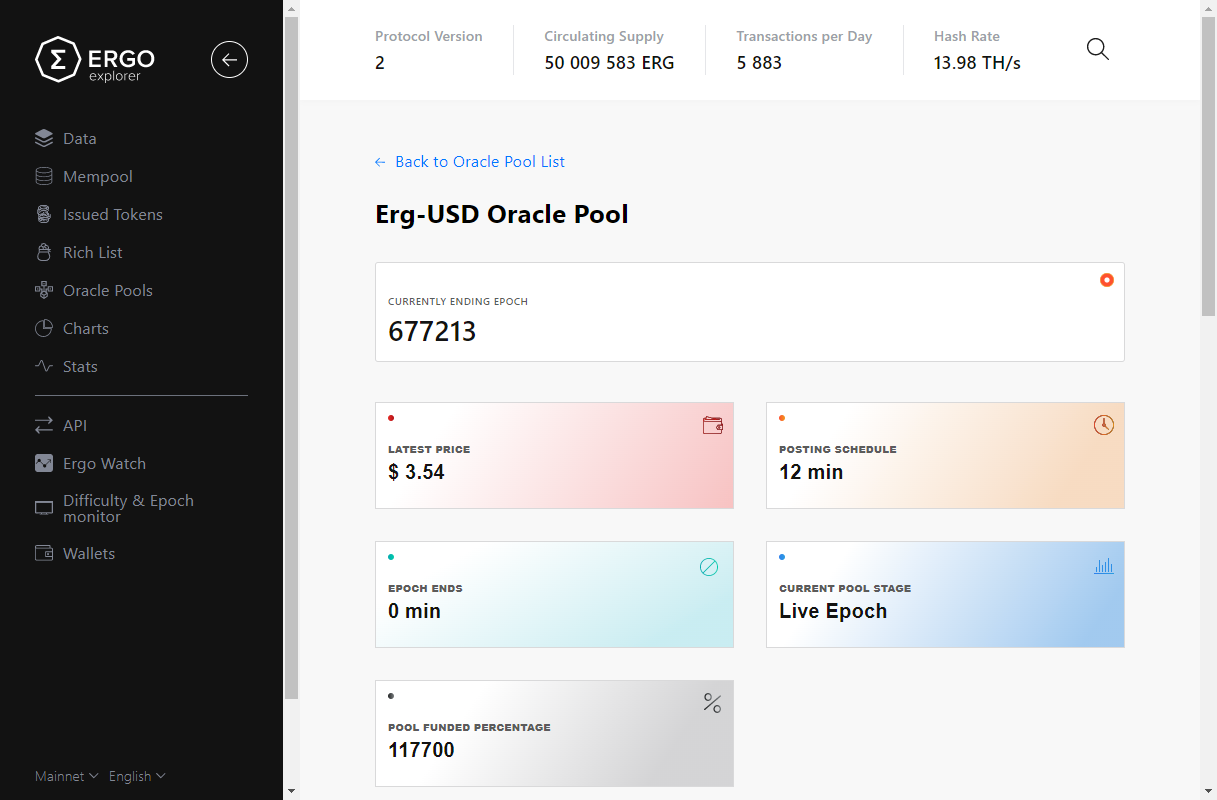 ERGO
explorer
Data
Mempool
Issued Tokens
Rich List
Oracle Pools
Charts
Stats
API
Ergo Watch
Difficulty & Epoch
monitor
Wallets
Mainnet
English
Protocol Version
2
Circulating Supply
50 009 583 ERG
Transactions per Day
5 883
Hash Rate
13.98 TH/s
Back to Oracle Pool List
Erg-USD Oracle Pool
CURRENTLY ENDING EPOCH
677213
LATEST PRICE
$ 3.54
POSTING SCHEDULE
12 min
EPOCH ENDS
0 min
CURRENT POOL STAGE
Live Epoch
POOL FUNDED PERCENTAGE
117700